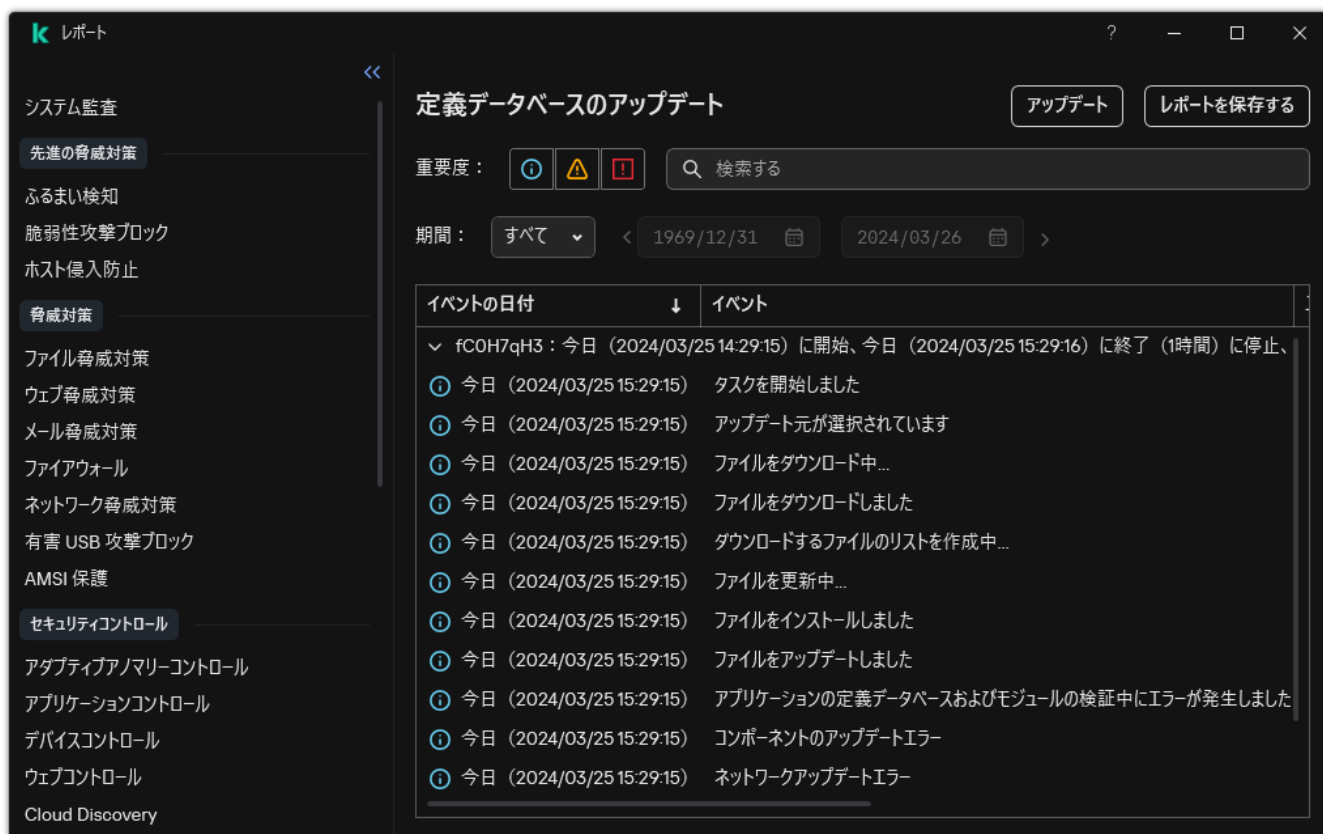 レポート
システム監査
先進の脅威対策
ふるまい検知
脆弱性攻撃ブロック
ホスト侵入防止
脅威対策
ファイル脅威対策
ウェブ脅威対策
メール脅威対策
ファイアウォール
ネットワーク脅威対策
有害 USB 攻撃ブロック
AMSI 保護
セキュリティコントロール
アダプティブアノマリーコントロール
アプリケーションコントロール
デバイスコントロール
ウェブコントロール
Cloud Discovery
定義データベースのアップデート
アップデート
レポートを保存する
重要度：
検索する
期間：
すべて
1969/12/31
2024/03/26
イベントの日付 ↓ イベント
fC0H7qH3：今日（2024/03/25 14:29:15）に開始、今日（2024/03/25 15:29:16）に終了（1時間）に停止、
今日（2024/03/25 15:29:15） タスクを開始しました
今日（2024/03/25 15:29:15） アップデート元が選択されています
今日（2024/03/25 15:29:15） ファイルをダウンロード中...
今日（2024/03/25 15:29:15） ファイルをダウンロードしました
今日（2024/03/25 15:29:15） ダウンロードするファイルのリストを作成中...
今日（2024/03/25 15:29:15） ファイルを更新中...
今日（2024/03/25 15:29:15） ファイルをインストールしました
今日（2024/03/25 15:29:15） ファイルをアップデートしました
今日（2024/03/25 15:29:15） アプリケーションの定義データベースおよびモジュールの検証中にエラーが発生しました
今日（2024/03/25 15:29:15） コンポーネントのアップデートエラー
今日（2024/03/25 15:29:15） ネットワークアップデートエラー